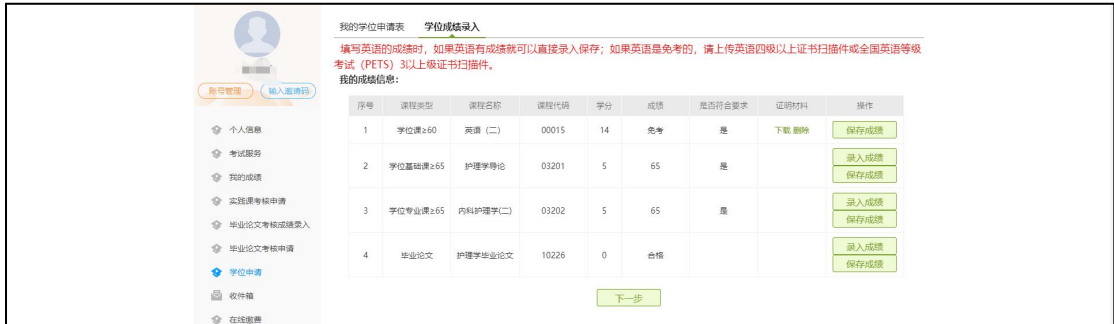 我的学位申请表 学位成绩录入
填写英语的成绩时，如果英语有成绩就可以直接录入保存；如果英语是免考的，请上传英语四级以上证书扫描件或全国英语等级
考试（PETS）3以上级证书扫描件。
我的成绩信息：
账号管理 输入邀请码
序号 课程类型 课程名称 课程代码 学分 成绩 是否符合要求 证明材料 操作
1 学位课≥60 英语（二） 00015 14 免考 是 下载 删除 保存成绩
2 学位基础课≥65 护理学导论 03201 5 65 是 录入成绩 保存成绩
3 学位专业课≥65 内科护理学(二) 03202 5 65 是 录入成绩 保存成绩
4 毕业论文 护理学毕业论文 10226 0 合格 录入成绩 保存成绩
下一步
个人信息
考试服务
我的成绩
实践课考核申请
毕业论文考核成绩录入
毕业论文考核申请
学位申请
收件箱
在线缴费